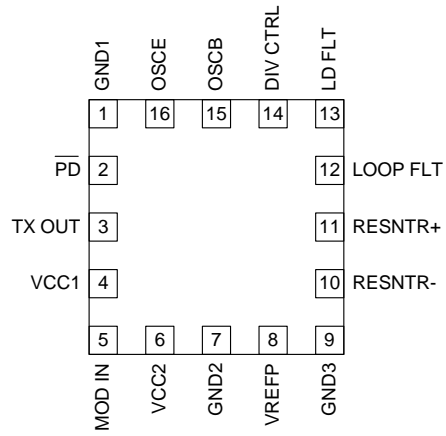 GND1
OSCE
OSCB
DIV CTRL
LD FLT
1
16
15
14
13
PD
2
12
LOOP FLT
TX OUT
3
11
RESNTR+
VCC1
4
10
RESNTR-
5
6
7
8
9
MOD IN
VCC2
GND2
VREFP
GND3